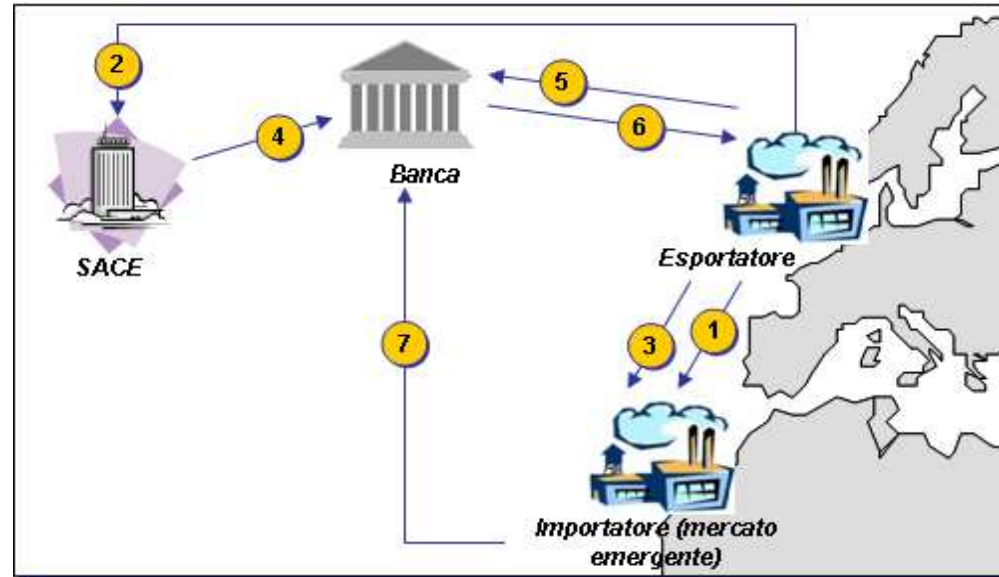 2
5
4
6
Banca
SACE
Esportatore
7
3
1
Importatore (mercato
emergente)